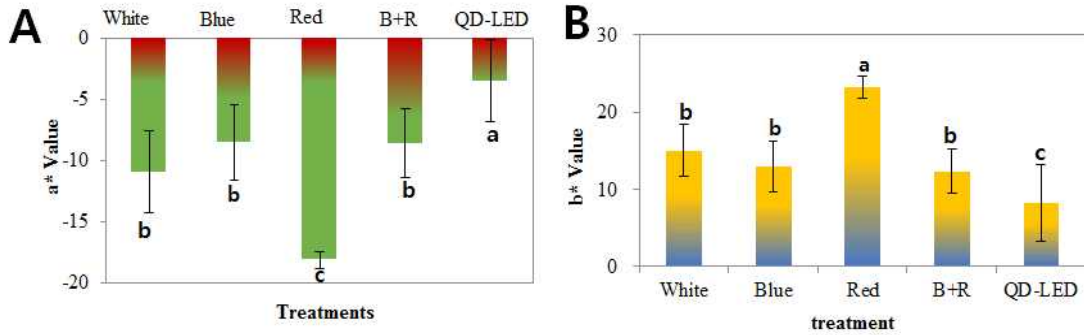 A
White Blue Red B+R QD-LED
0
-5
-10
-15
-20
a* Value
b
b
c
b
a
Treatments
B
30
20
10
0
b* Value
b
b
a
b
c
White Blue Red B+R QD-LED
treatment